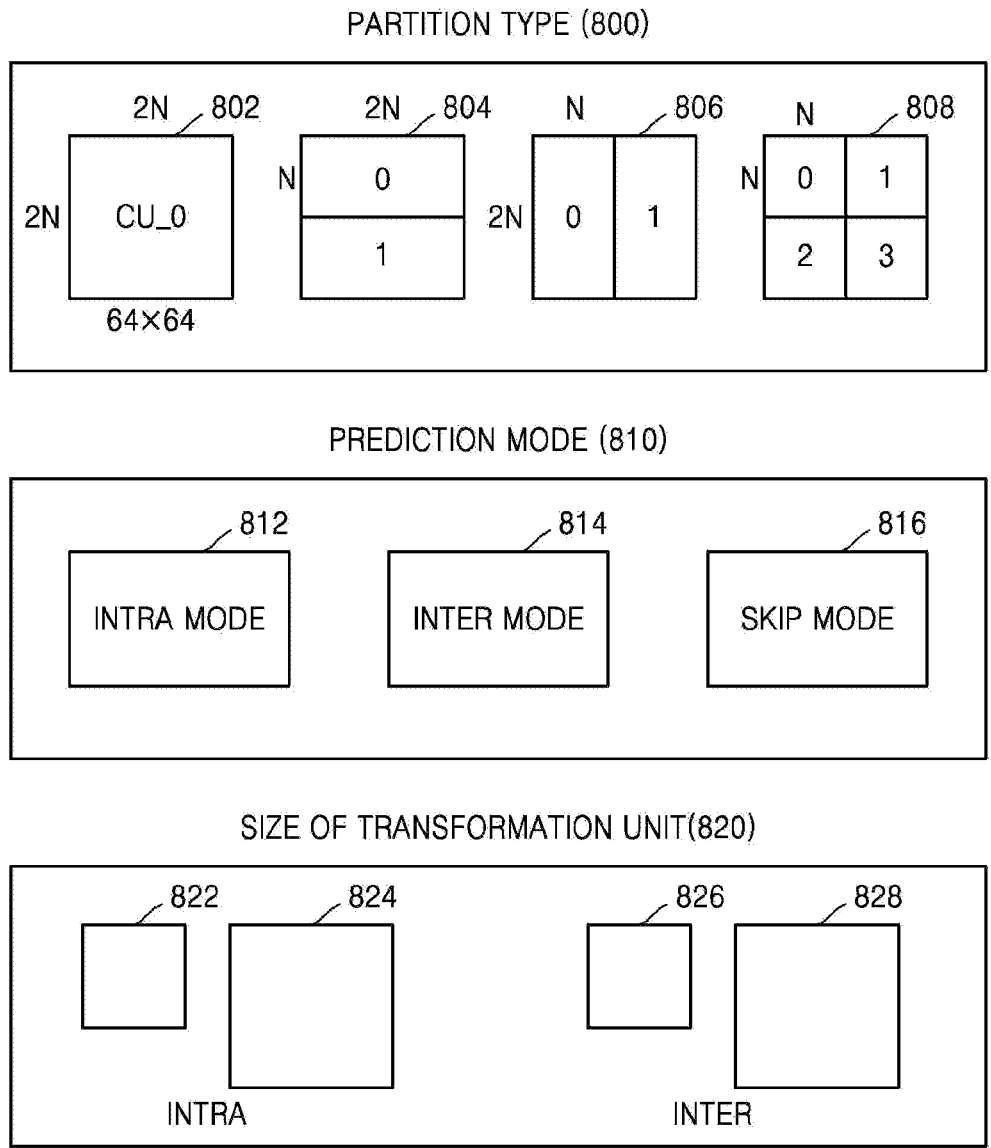 PARTITION TYPE (800)
2N 802 2N 804 N 806 N 808
2N CU_0 N 0 2N 0 1 N 0 1
1 2 3
64×64
PREDICTION MODE (810)
812 814 816
INTRA MODE INTER MODE SKIP MODE
SIZE OF TRANSFORMATION UNIT(820)
822 824 826 828
INTRA INTER